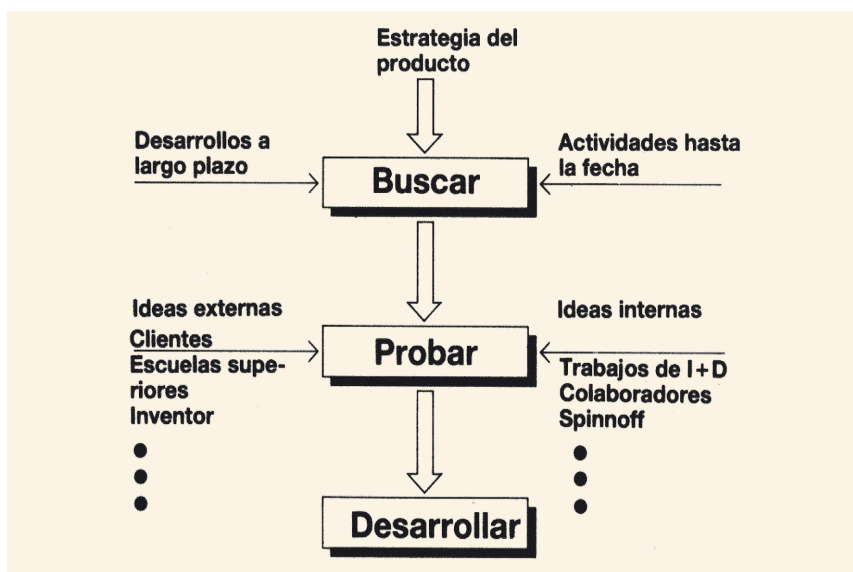 Estrategia del
producto
Desarrollos a
largo plazo
Actividades hasta
la fecha
Buscar
Ideas externas
Clientes
Escuelas supe-
riores
Inventor
Ideas internas
Trabajos de I+D
Colaboradores
Spinnoff
Probar
Desarrollar